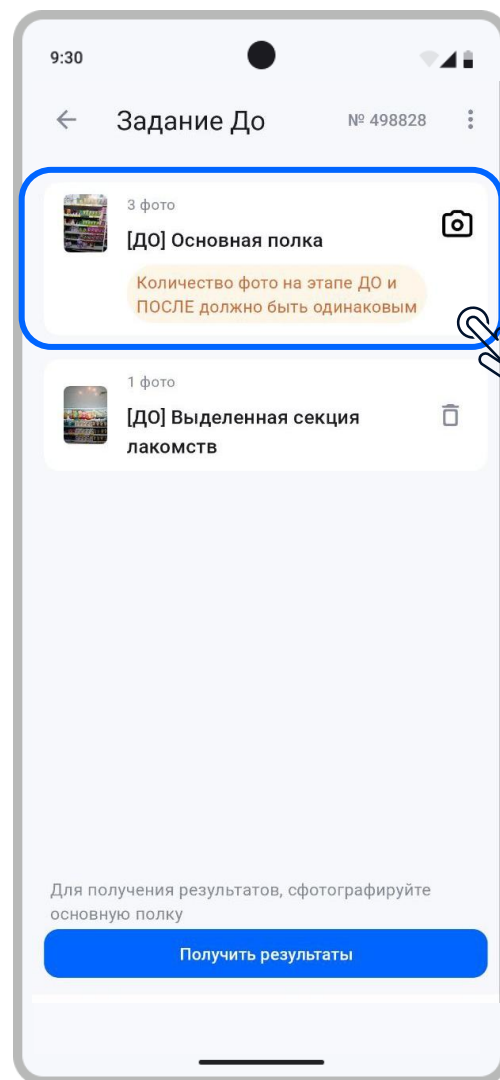 9:30
Задание До
№ 498828
3 фото
[ДО] Основная полка
Количество фото на этапе ДО и
ПОСЛЕ должно быть одинаковым
1 фото
[ДО] Выделенная секция
лакомств
Для получения результатов, сфотографируйте
основную полку
Получить результаты